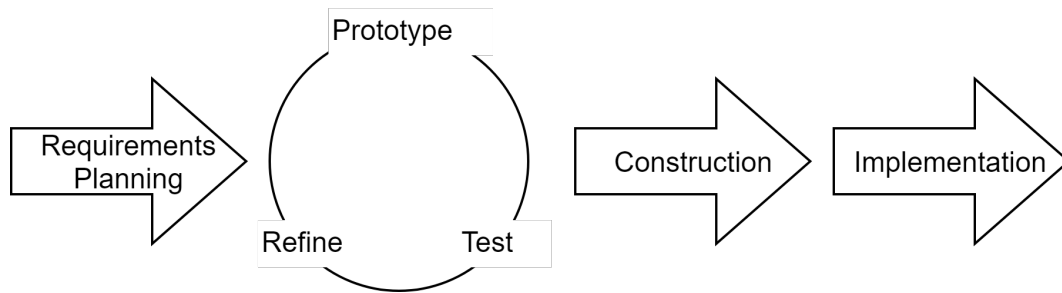 Prototype
Requirements
Planning
Refine
Test
Construction
Implementation